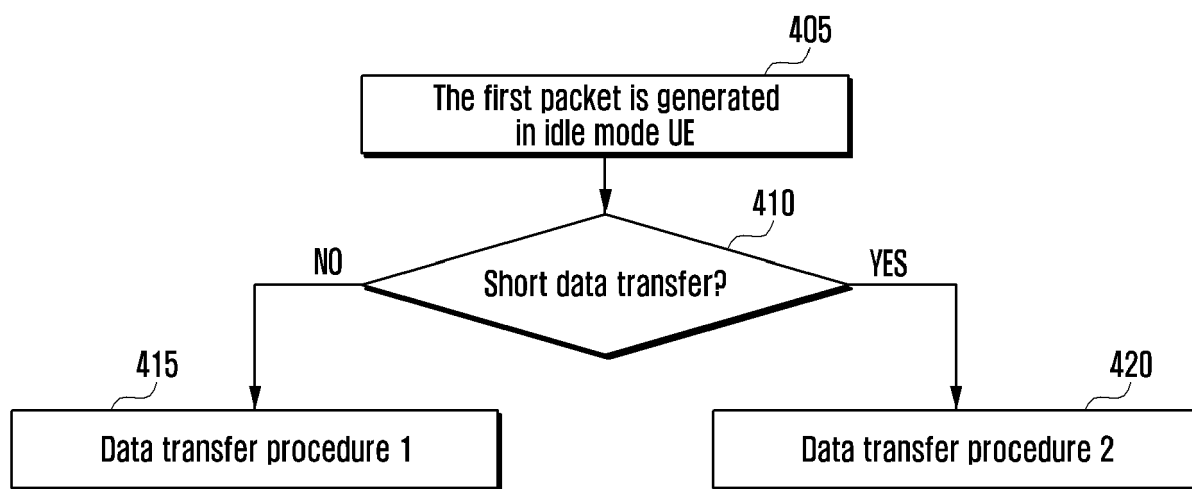 405
The first packet is generated
in idle mode UE
410
NO
Short data transfer?
YES
415
420
Data transfer procedure 1
Data transfer procedure 2